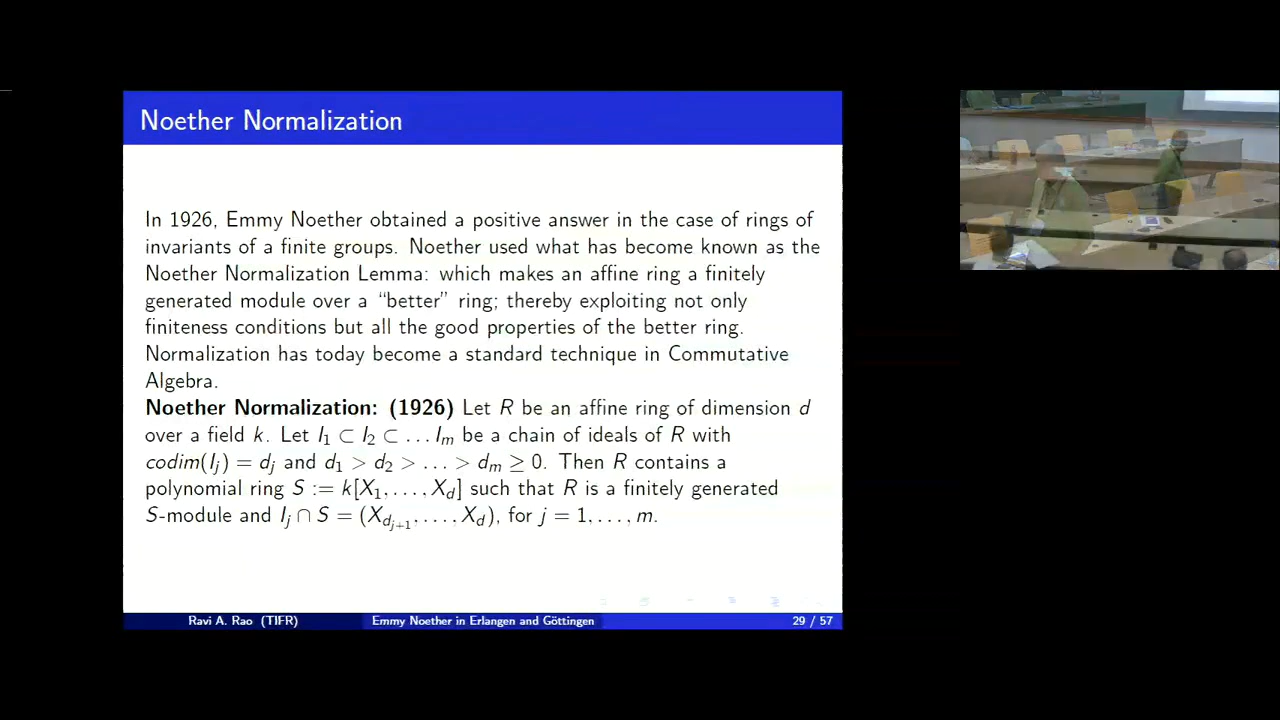 Noether Normalization
In 1926, Emmy Noether obtained a positive answer in the case of rings of
invariants of a finite groups. Noether used what has become known as the
Noether Normalization Lemma: which makes an affine ring a finitely
generated module over a “better” ring; thereby exploiting not only
finiteness conditions but all the good properties of the better ring.
Normalization has today become a standard technique in Commutative
Algebra.
Noether Normalization: (1926) Let R be an affine ring of dimension d
over a field k. Let I₁ ⊂ I₂ ⊂ … Iₘ be a chain of ideals of R with
codim(Iⱼ) = dⱼ and d₁ > d₂ > … > dₘ ≥ 0. Then R contains a
polynomial ring S := k[X₁, …, X_d] such that R is a finitely generated
S-module and Iⱼ ∩ S = (X_{d_{j+1}}, …, X_d), for j = 1, …, m.
Ravi A. Rao (TIFR) Emmy Noether in Erlangen and Göttingen 29 / 57